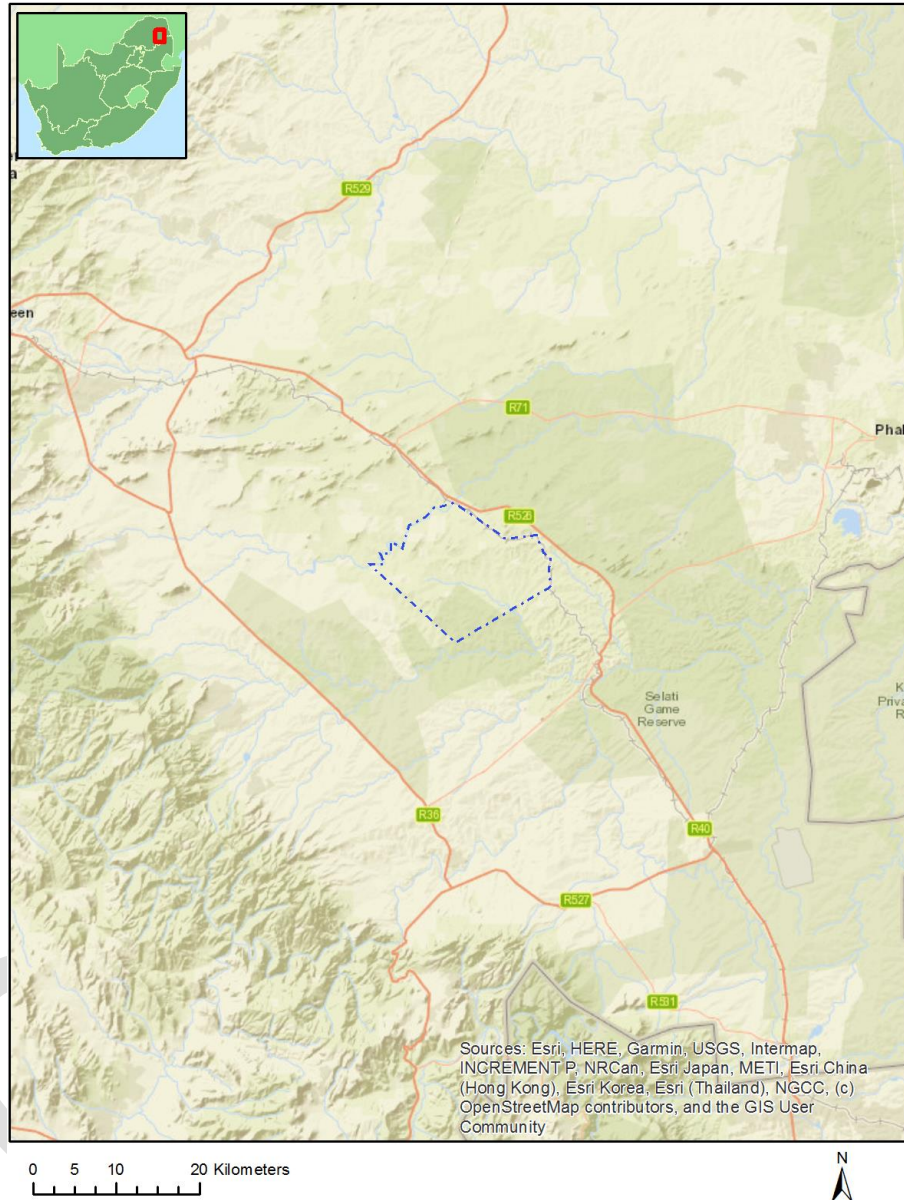 a
R529
een
R71
Phal
R526
Selati
Game
Reserve
K
Priva
R
R36
R40
R527
R531
Sources: Esri, HERE, Garmin, USGS, Intermap,
INCREMENT P, NRCan, Esri Japan, METI, Esri China
(Hong Kong), Esri Korea, Esri (Thailand), NGCC, (c)
OpenStreetMap contributors, and the GIS User
Community
0 5 10 20 Kilometers
N